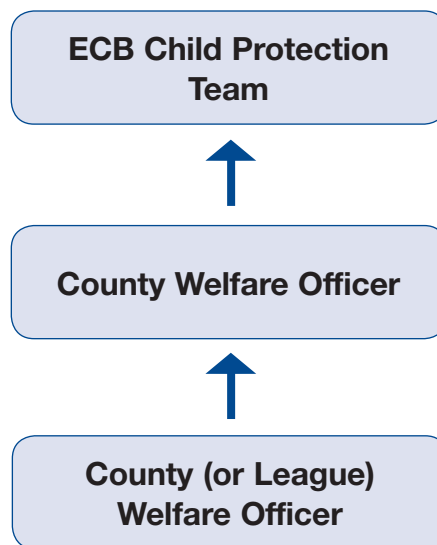 ECB Child Protection
Team
County Welfare Officer
County (or League)
Welfare Officer